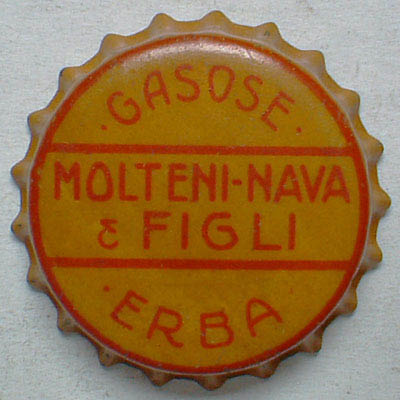 ·GASOSE·
MOLTENI-NAVA
& FIGLI
·ERBA